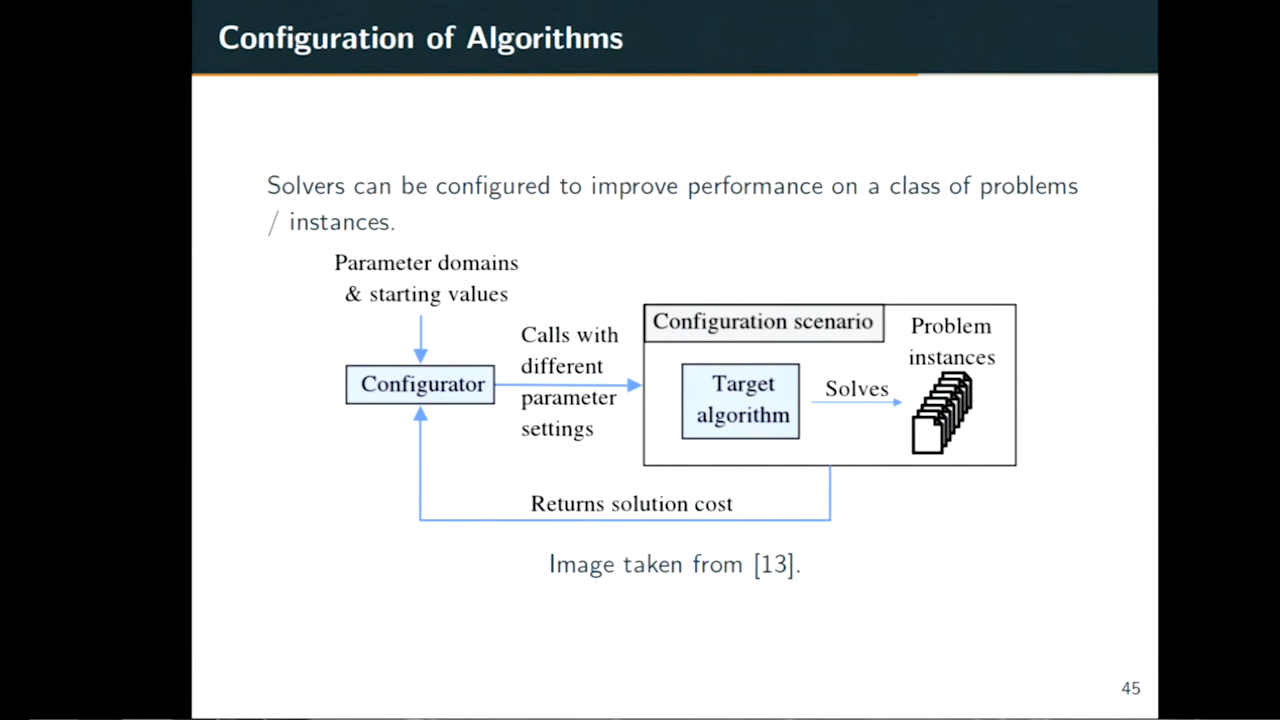 Configuration of Algorithms
Solvers can be configured to improve performance on a class of problems
/ instances.
Parameter domains
& starting values
Configurator
Calls with
different
parameter
settings
Configuration scenario
Target
algorithm
Solves
Problem
instances
Returns solution cost
Image taken from [13].
45